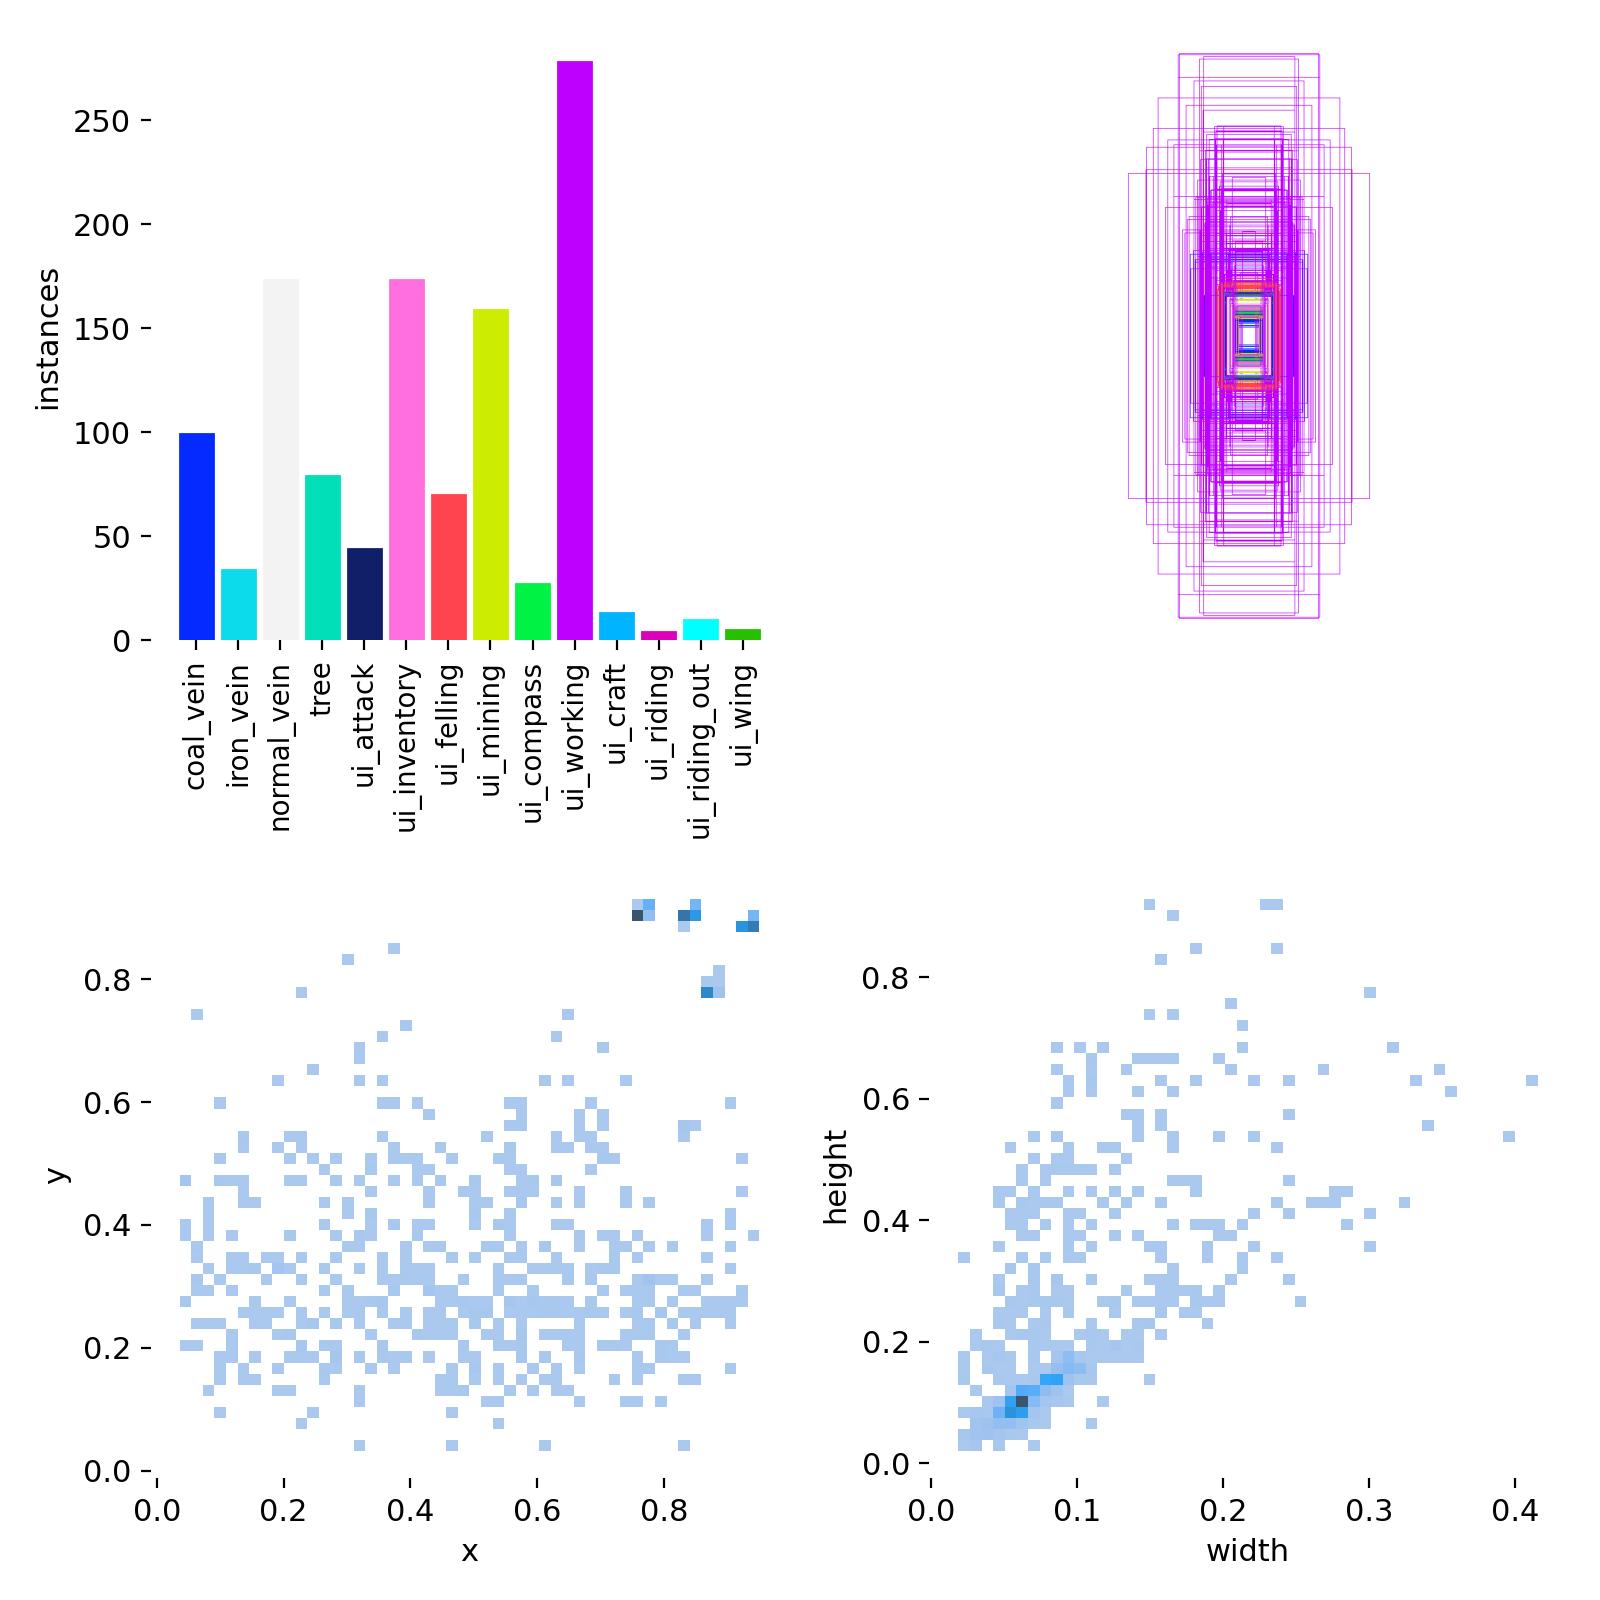 instances
250
200
150
100
50
0
coal_vein
iron_vein
normal_vein
tree
ui_attack
ui_inventory
ui_felling
ui_mining
ui_compass
ui_working
ui_craft
ui_riding
ui_riding_out
ui_wing
y
0.8
0.6
0.4
0.2
0.0
0.0 0.2 0.4 0.6 0.8
x
height
0.8
0.6
0.4
0.2
0.0
0.0 0.1 0.2 0.3 0.4
width